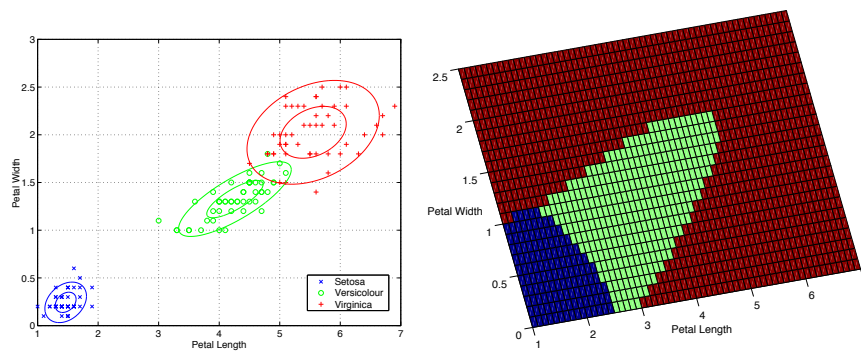 3
2.5
2
1.5
1
0.5
0
1 2 3 4 5 6 7
Petal Width
Petal Length
Setosa
Versicolour
Virginica
2.5
2
1.5
1
0.5
0
Petal Width
1 2 3 4 5 6
Petal Length